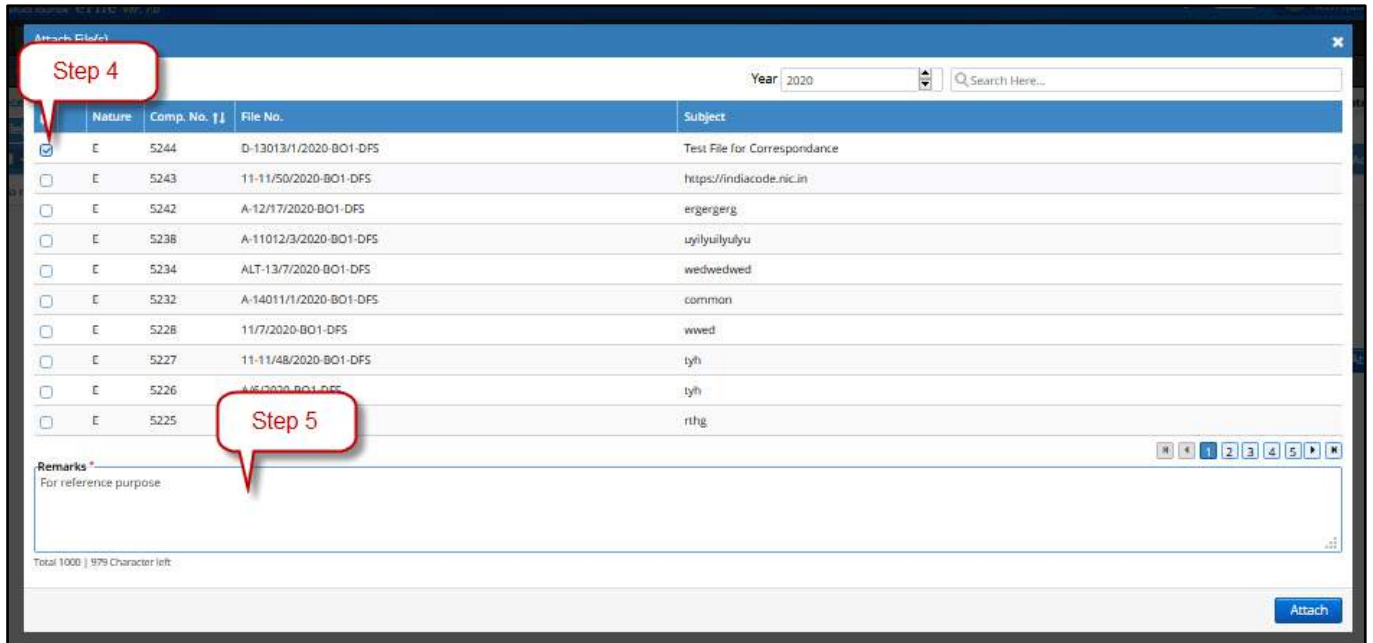 eFile
Attach File(s)
Step 4
Year 2020 Search Here...
Nature Comp. No. File No. Subject
E 5244 D-13013/1/2020-BO1-DFS Test File for Correspondance
E 5243 11-11/50/2020-BO1-DFS https://indiacode.nic.in
E 5242 A-12/17/2020-BO1-DFS ergergerg
E 5238 A-11012/3/2020-BO1-DFS uyilyuilyulyu
E 5234 ALT-13/7/2020-BO1-DFS wedwedwed
E 5232 A-14011/1/2020-BO1-DFS common
E 5228 11/7/2020-BO1-DFS wwed
E 5227 11-11/48/2020-BO1-DFS tyh
E 5226 A/6/2020-BO1-DFS tyh
E 5225 rthg
Step 5
1 2 3 4 5
Remarks *
For reference purpose
Total 1000 | 979 Character left
Attach